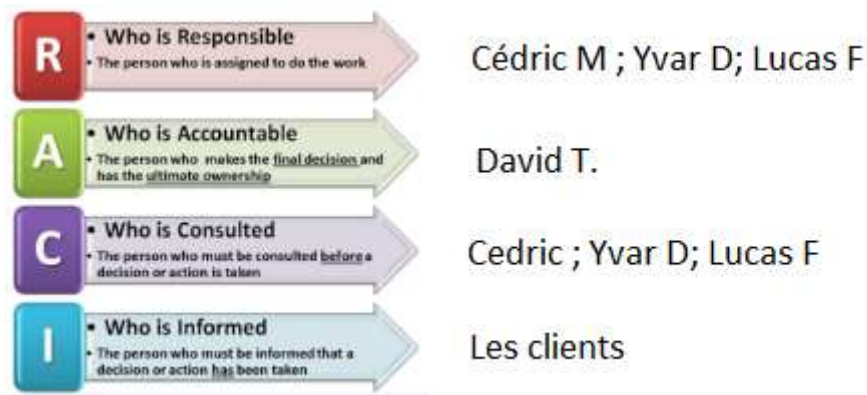 R
• Who is Responsible
• The person who is assigned to do the work
Cédric M ; Yvar D; Lucas F
A
• Who is Accountable
• The person who makes the final decision and
has the ultimate ownership
David T.
C
• Who is Consulted
• The person who must be consulted before a
decision or action is taken
Cedric ; Yvar D; Lucas F
I
• Who is Informed
• The person who must be informed that a
decision or action has been taken
Les clients